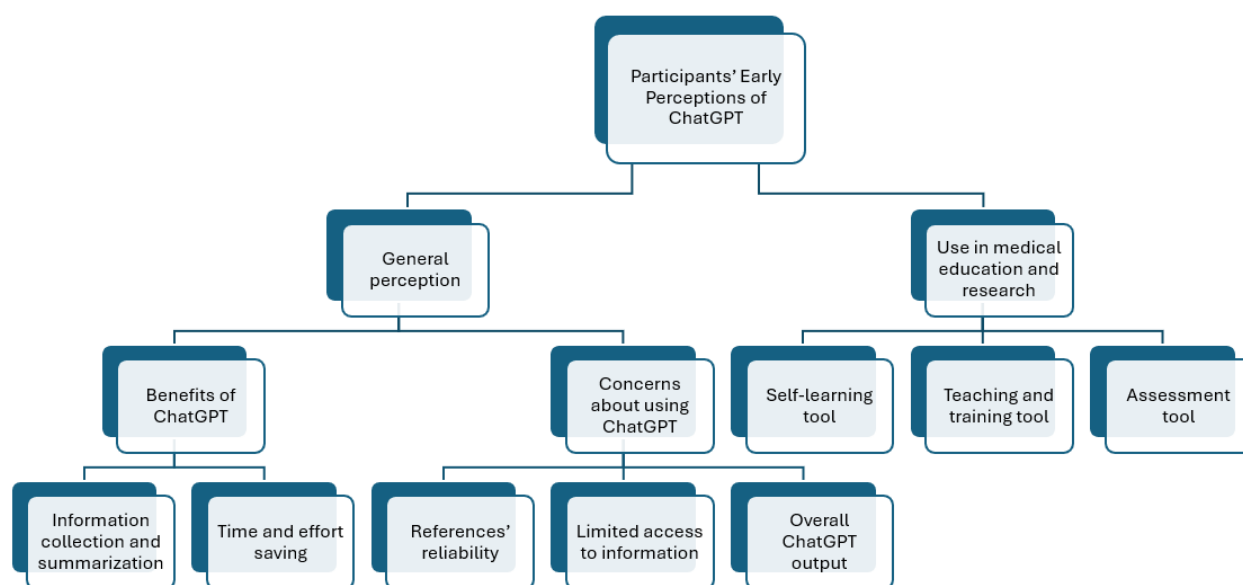 Participants’ Early
Perceptions of
ChatGPT
General
perception
Use in medical
education and
research
Benefits of
ChatGPT
Concerns
about using
ChatGPT
Self-learning
tool
Teaching and
training tool
Assessment
tool
Information
collection and
summarization
Time and effort
saving
References’
reliability
Limited access
to information
Overall
ChatGPT
output